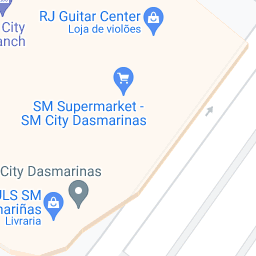 City
anch
RJ Guitar Center
Loja de violões
SM Supermarket -
SM City Dasmarinas
City Dasmarinas
ULS SM
mariñas
Livraria